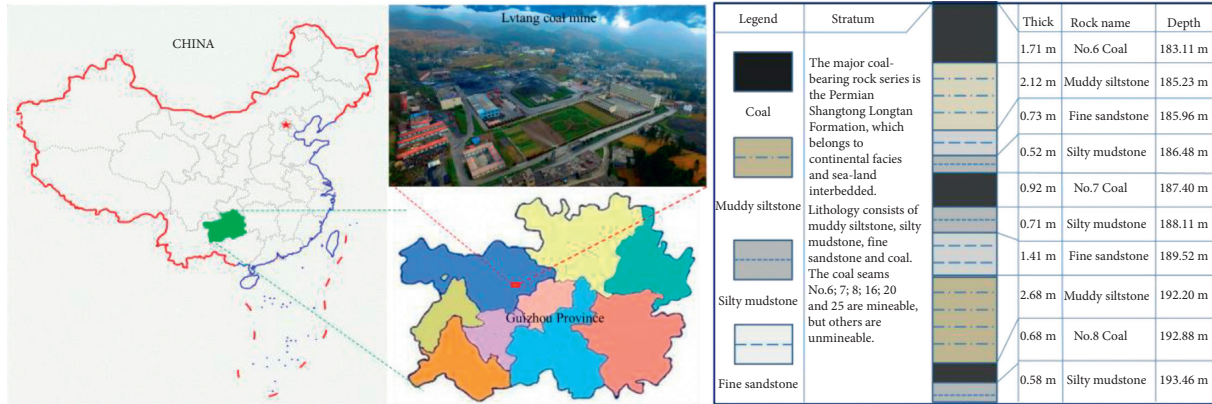 CHINA
Lvtang coal mine
Guizhou Province
Legend
Coal
Muddy siltstone
Silty mudstone
Fine sandstone
Stratum
The major coal-
bearing rock series is
the Permian
Shangtong Longtan
Formation, which
belongs to
continental facies
and sea-land
interbedded.
Lithology consists of
muddy siltstone, silty
mudstone, fine
sandstone and coal.
The coal seams
No.6; 7; 8; 16; 20
and 25 are mineable,
but others are
unmineable.
Thick Rock name Depth
1.71 m No.6 Coal 183.11 m
2.12 m Muddy siltstone 185.23 m
0.73 m Fine sandstone 185.96 m
0.52 m Silty mudstone 186.48 m
0.92 m No.7 Coal 187.40 m
0.71 m Silty mudstone 188.11 m
1.41 m Fine sandstone 189.52 m
2.68 m Muddy siltstone 192.20 m
0.68 m No.8 Coal 192.88 m
0.58 m Silty mudstone 193.46 m